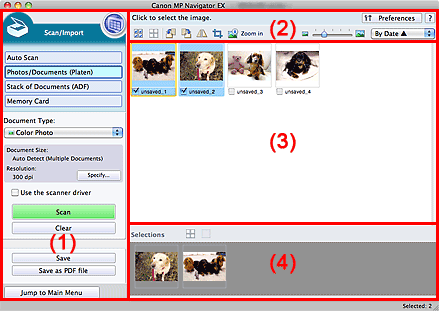 Canon MP Navigator EX
Scan/Import
Click to select the image.
(2)
Preferences
?
Zoom in
By Date ▲
Auto Scan
Photos/Documents (Platen)
Stack of Documents (ADF)
Memory Card
Document Type:
Color Photo
Document Size:
Auto Detect (Multiple Documents)
Resolution:
300 dpi
Specify...
Use the scanner driver
Scan
Clear
(1)
Save
Save as PDF file
Jump to Main Menu
unsaved_1
unsaved_2
unsaved_3
unsaved_4
(3)
Selections
(4)
Selected: 2